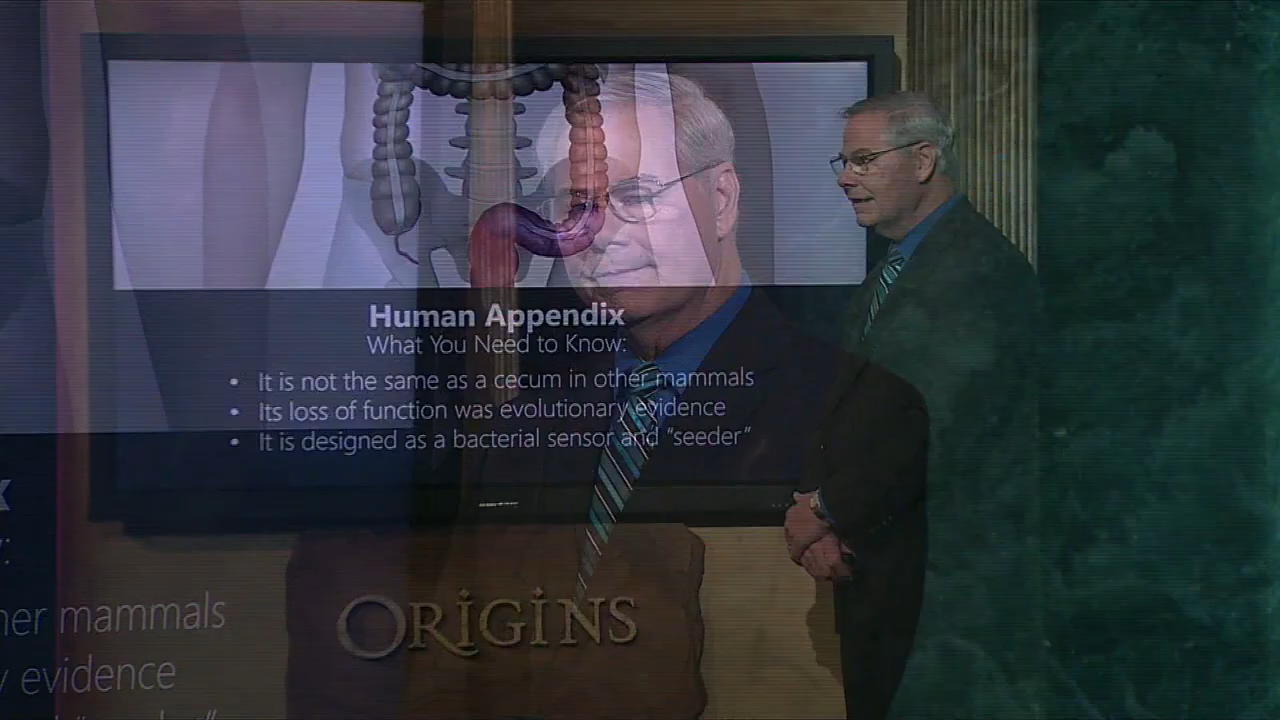 Human Appendix
What You Need to Know:
• It is not the same as a cecum in other mammals
• Its loss of function was evolutionary evidence
• It is designed as a bacterial sensor and “seeder”
mammals
evidence
ORiGiNS